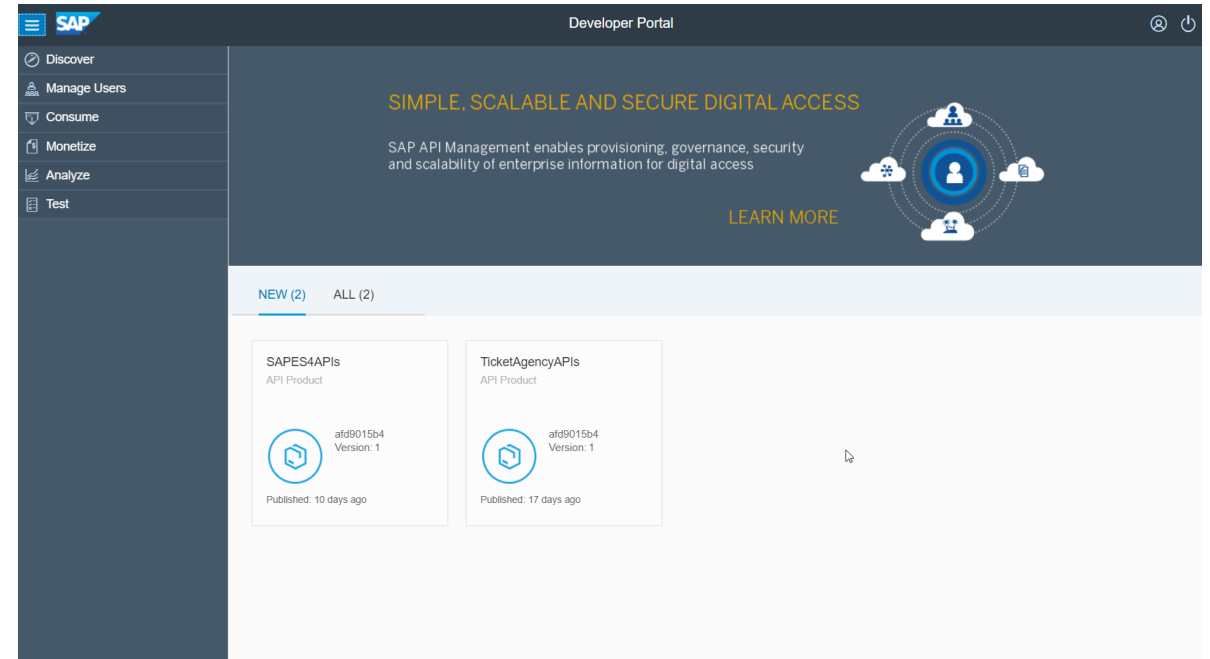 SAP
Developer Portal
Discover
Manage Users
Consume
Monetize
Analyze
Test
SIMPLE, SCALABLE AND SECURE DIGITAL ACCESS
SAP API Management enables provisioning, governance, security
and scalability of enterprise information for digital access
LEARN MORE
NEW (2)
ALL (2)
SAPES4APIs
API Product
afd9015b4
Version: 1
Published: 10 days ago
TicketAgencyAPIs
API Product
afd9015b4
Version: 1
Published: 17 days ago